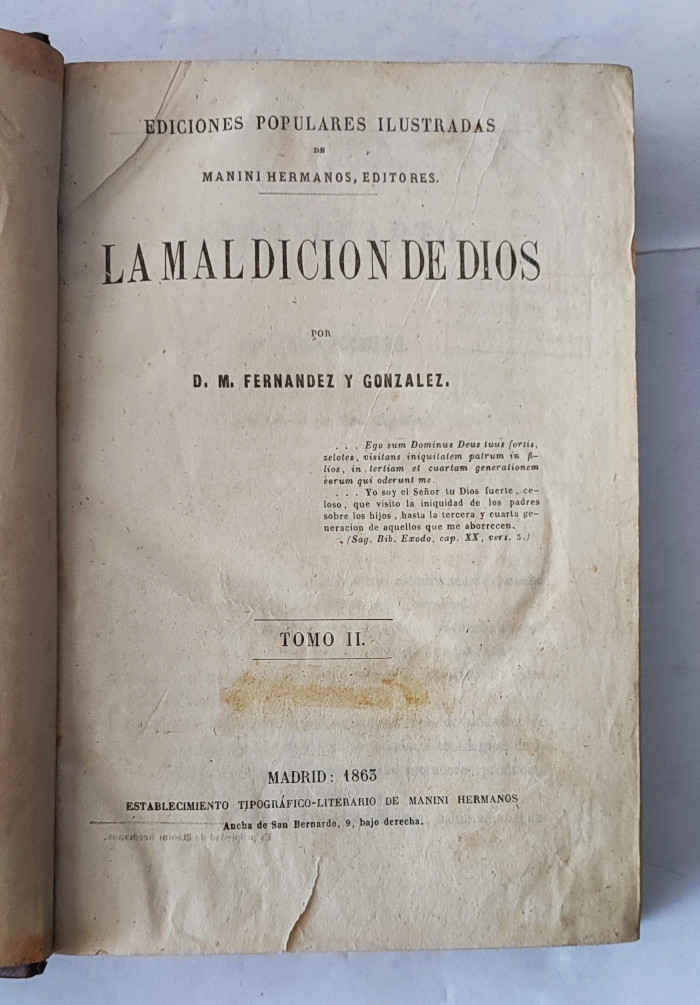 EDICIONES POPULARES ILUSTRADAS
DE
MANINI HERMANOS, EDITORES.
LA MALDICION DE DIOS
POR
D. M. FERNANDEZ Y GONZALEZ.
. . . Ego sum Dominus Deus tuus fortis,
zelotes, visitans iniquitatem patrum in fi-
lios, in tertiam et cuartam generationem
eorum qui oderunt me.
. . . Yo soy el Señor tu Dios fuerte, ce-
loso, que visito la iniquidad de los padres
sobre los hijos, hasta la tercera y cuarta ge-
neracion de aquellos que me aborrecen.
(Sag. Bib. Exodo, cap. XX, vers. 5.)
TOMO II.
MADRID: 1863
ESTABLECIMIENTO TIPOGRÁFICO-LITERARIO DE MANINI HERMANOS
Ancha de San Bernardo, 9, bajo derecha.